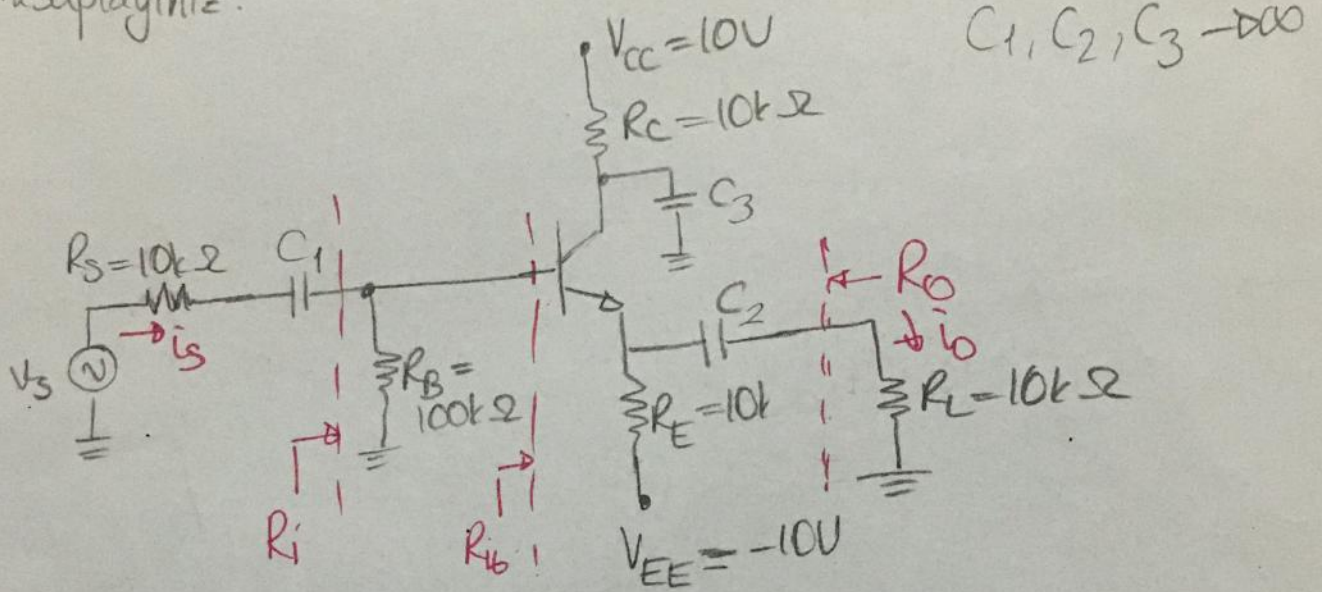 C1, C2, C3 →∞
VCC = 10V
RC = 10kΩ
C3
RS = 10kΩ
C1
is
VS
RB =
100kΩ
C2
RO
iO
RE = 10k
RL = 10kΩ
Ri
Rib
VEE = -10V